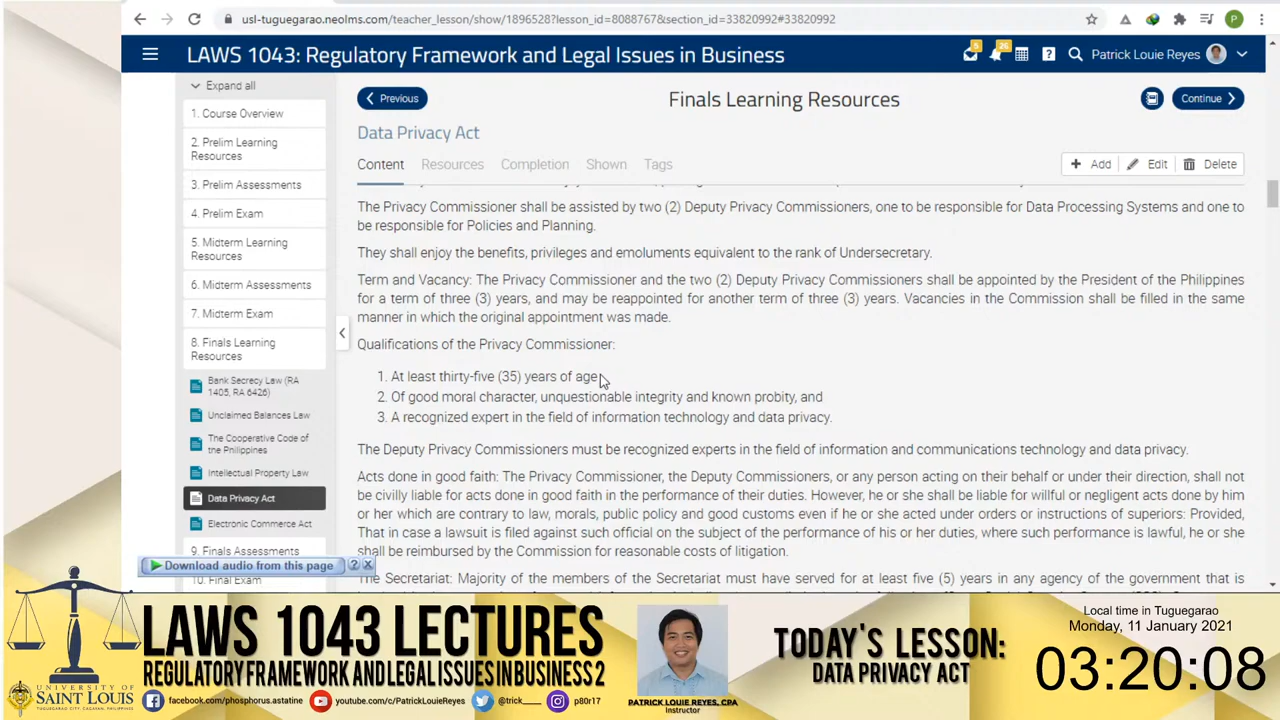 usl-tuguegarao.neolms.com/teacher_lesson/show/1896528?lesson_id=8088767&section_id=33820992#33820992
P
LAWS 1043: Regulatory Framework and Legal Issues in Business
5
26
?
Patrick Louie Reyes
Expand all
1. Course Overview
2. Prelim Learning
Resources
3. Prelim Assessments
4. Prelim Exam
5. Midterm Learning
Resources
6. Midterm Assessments
7. Midterm Exam
8. Finals Learning
Resources
Bank Secrecy Law (RA
1405, RA 6426)
Unclaimed Balances Law
The Cooperative Code of
the Philippines
Intellectual Property Law
Data Privacy Act
Electronic Commerce Act
9. Finals Assessments
10. Final Exam
Previous
Finals Learning Resources
Continue
Data Privacy Act
Content
Resources
Completion
Shown
Tags
Add
Edit
Delete
The Privacy Commissioner shall be assisted by two (2) Deputy Privacy Commissioners, one to be responsible for Data Processing Systems and one to
be responsible for Policies and Planning.
They shall enjoy the benefits, privileges and emoluments equivalent to the rank of Undersecretary.
Term and Vacancy: The Privacy Commissioner and the two (2) Deputy Privacy Commissioners shall be appointed by the President of the Philippines
for a term of three (3) years, and may be reappointed for another term of three (3) years. Vacancies in the Commission shall be filled in the same
manner in which the original appointment was made.
Qualifications of the Privacy Commissioner:
1. At least thirty-five (35) years of age
2. Of good moral character, unquestionable integrity and known probity, and
3. A recognized expert in the field of information technology and data privacy.
The Deputy Privacy Commissioners must be recognized experts in the field of information and communications technology and data privacy.
Acts done in good faith: The Privacy Commissioner, the Deputy Commissioners, or any person acting on their behalf or under their direction, shall not
be civilly liable for acts done in good faith in the performance of their duties. However, he or she shall be liable for willful or negligent acts done by him
or her which are contrary to law, morals, public policy and good customs even if he or she acted under orders or instructions of superiors: Provided,
That in case a lawsuit is filed against such official on the subject of the performance of his or her duties, where such performance is lawful, he or she
shall be reimbursed by the Commission for reasonable costs of litigation.
The Secretariat: Majority of the members of the Secretariat must have served for at least five (5) years in any agency of the government that is
Download audio from this page
?
LAWS 1043 LECTURES
REGULATORY FRAMEWORK AND LEGAL ISSUES IN BUSINESS 2
UNIVERSITY OF
SAINT LOUIS
TUGUEGARAO CITY, CAGAYAN, PHILIPPINES
facebook.com/phosphorus.astatine
youtube.com/c/PatrickLouieReyes
@trick____
p80r17
PATRICK LOUIE REYES, CPA
Instructor
TODAY'S LESSON:
DATA PRIVACY ACT
Local time in Tuguegarao
Monday, 11 January 2021
03:20:08